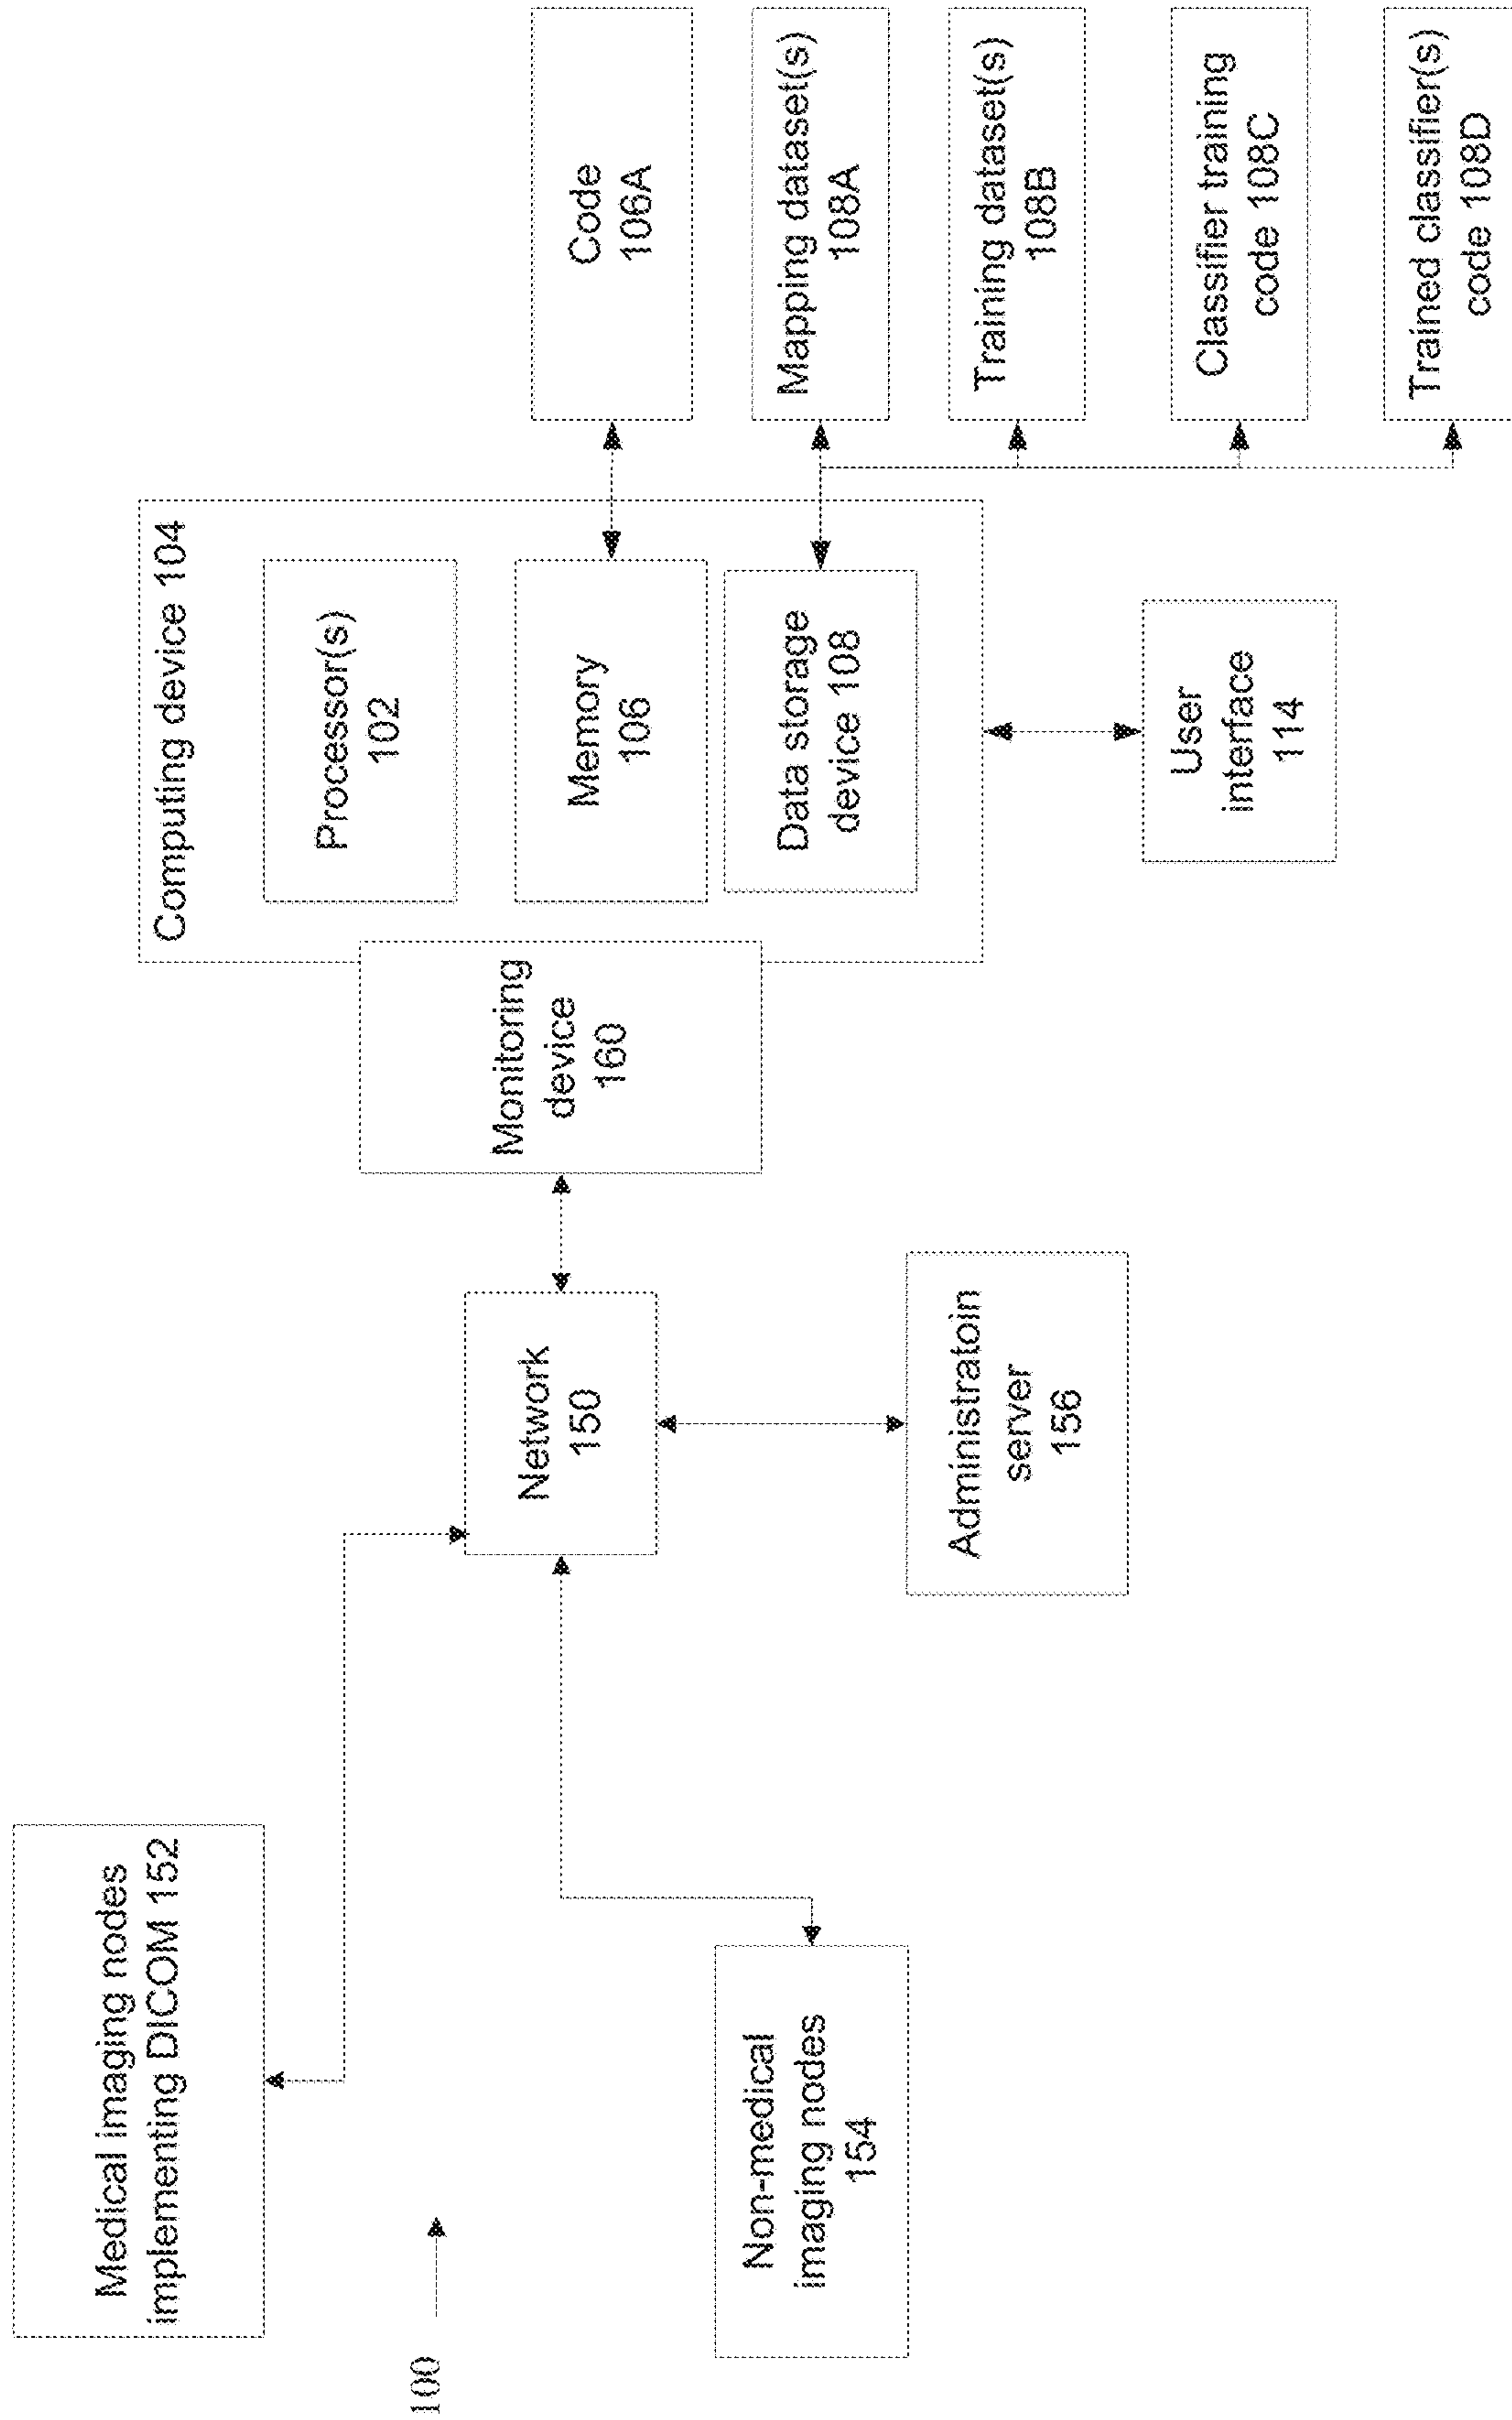 Medical imaging nodes
implementing DICOM 152
100
Non-medical
imaging nodes
154
Network
150
Administratoin
server
156
Monitoring
device
160
Computing device 104
Processor(s)
102
Memory
106
Data storage
device 108
User
interface
114
Code
106A
Mapping dataset(s)
108A
Training dataset(s)
108B
Classifier training
code 108C
Trained classifier(s)
code 108D